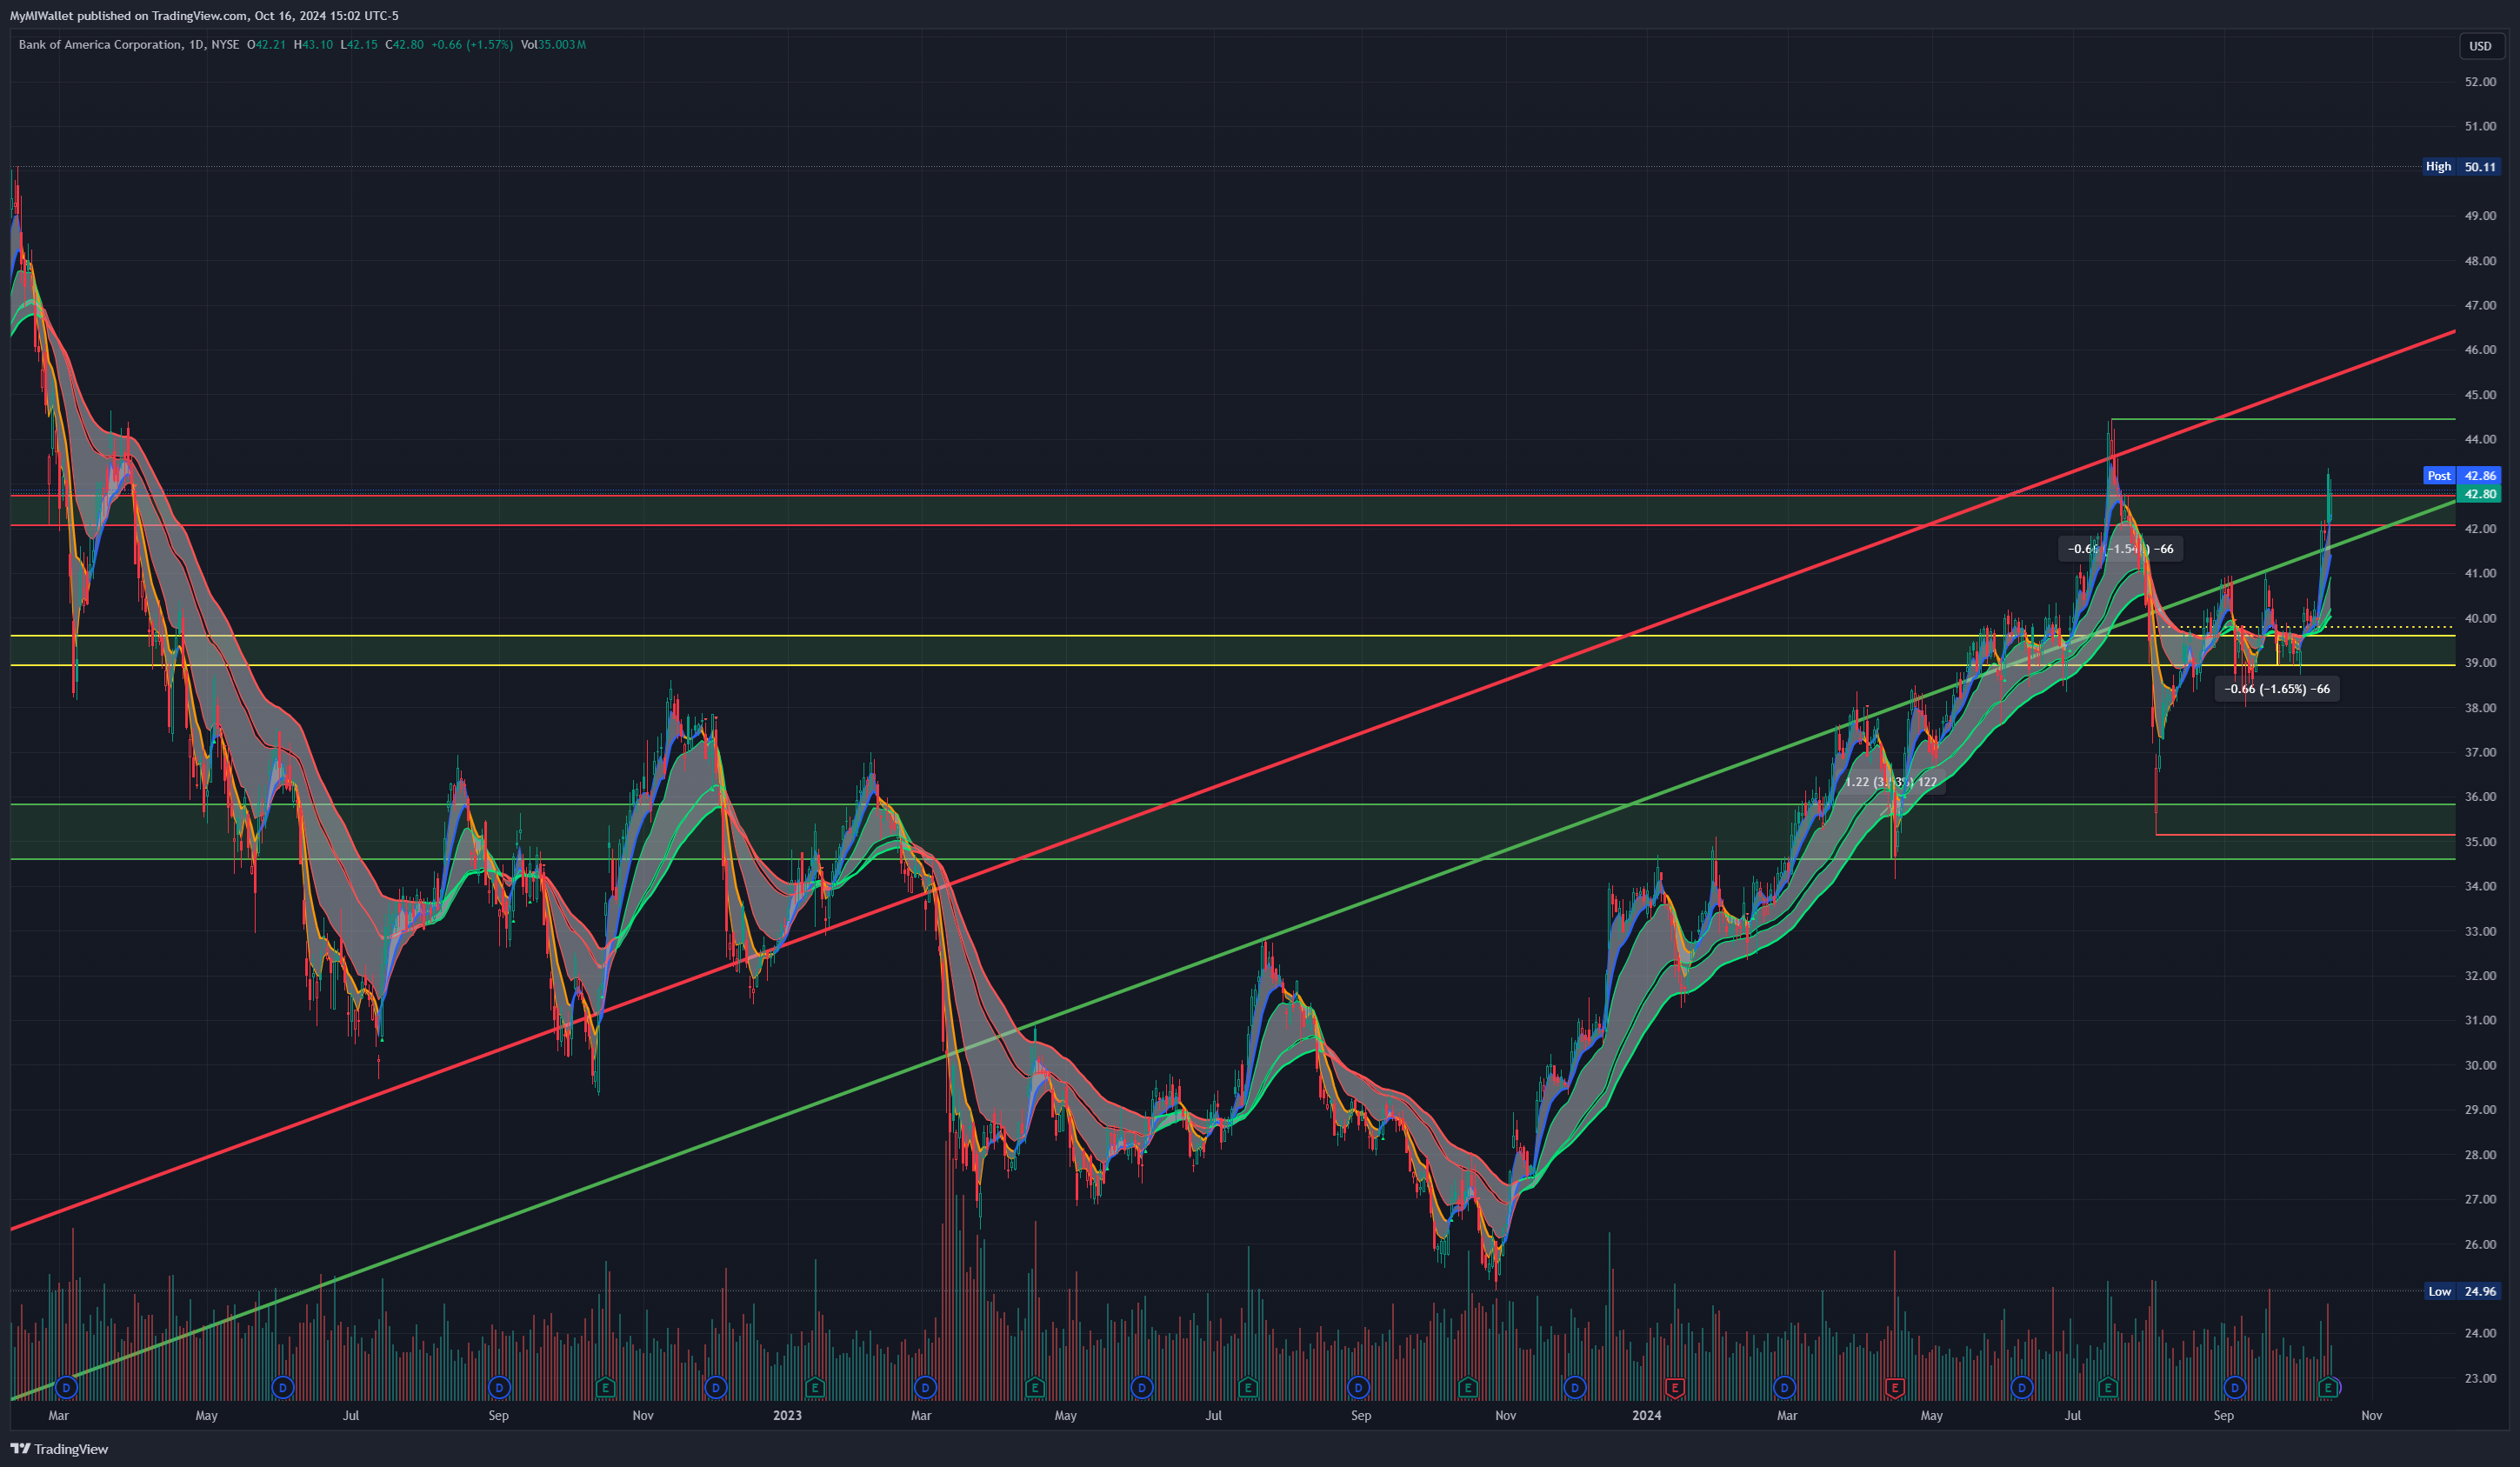 MyMIWallet published on TradingView.com, Oct 16, 2024 15:02 UTC-5
Bank of America Corporation, 1D, NYSE O42.21 H43.10 L42.15 C42.80 +0.66 (+1.57%) Vol35.003M
USD
52.00
51.00
High 50.11
49.00
48.00
47.00
46.00
45.00
44.00
Post 42.86
42.80
42.00
−0.66 (−1.54%) −66
41.00
40.00
39.00
−0.66 (−1.65%) −66
38.00
37.00
1.22 (3. 122
36.00
35.00
34.00
33.00
32.00
31.00
30.00
29.00
28.00
27.00
26.00
Low 24.96
24.00
23.00
D D D E D E D E D E D E D E D E D E D E
Mar May Jul Sep Nov 2023 Mar May Jul Sep Nov 2024 Mar May Jul Sep Nov
TradingView